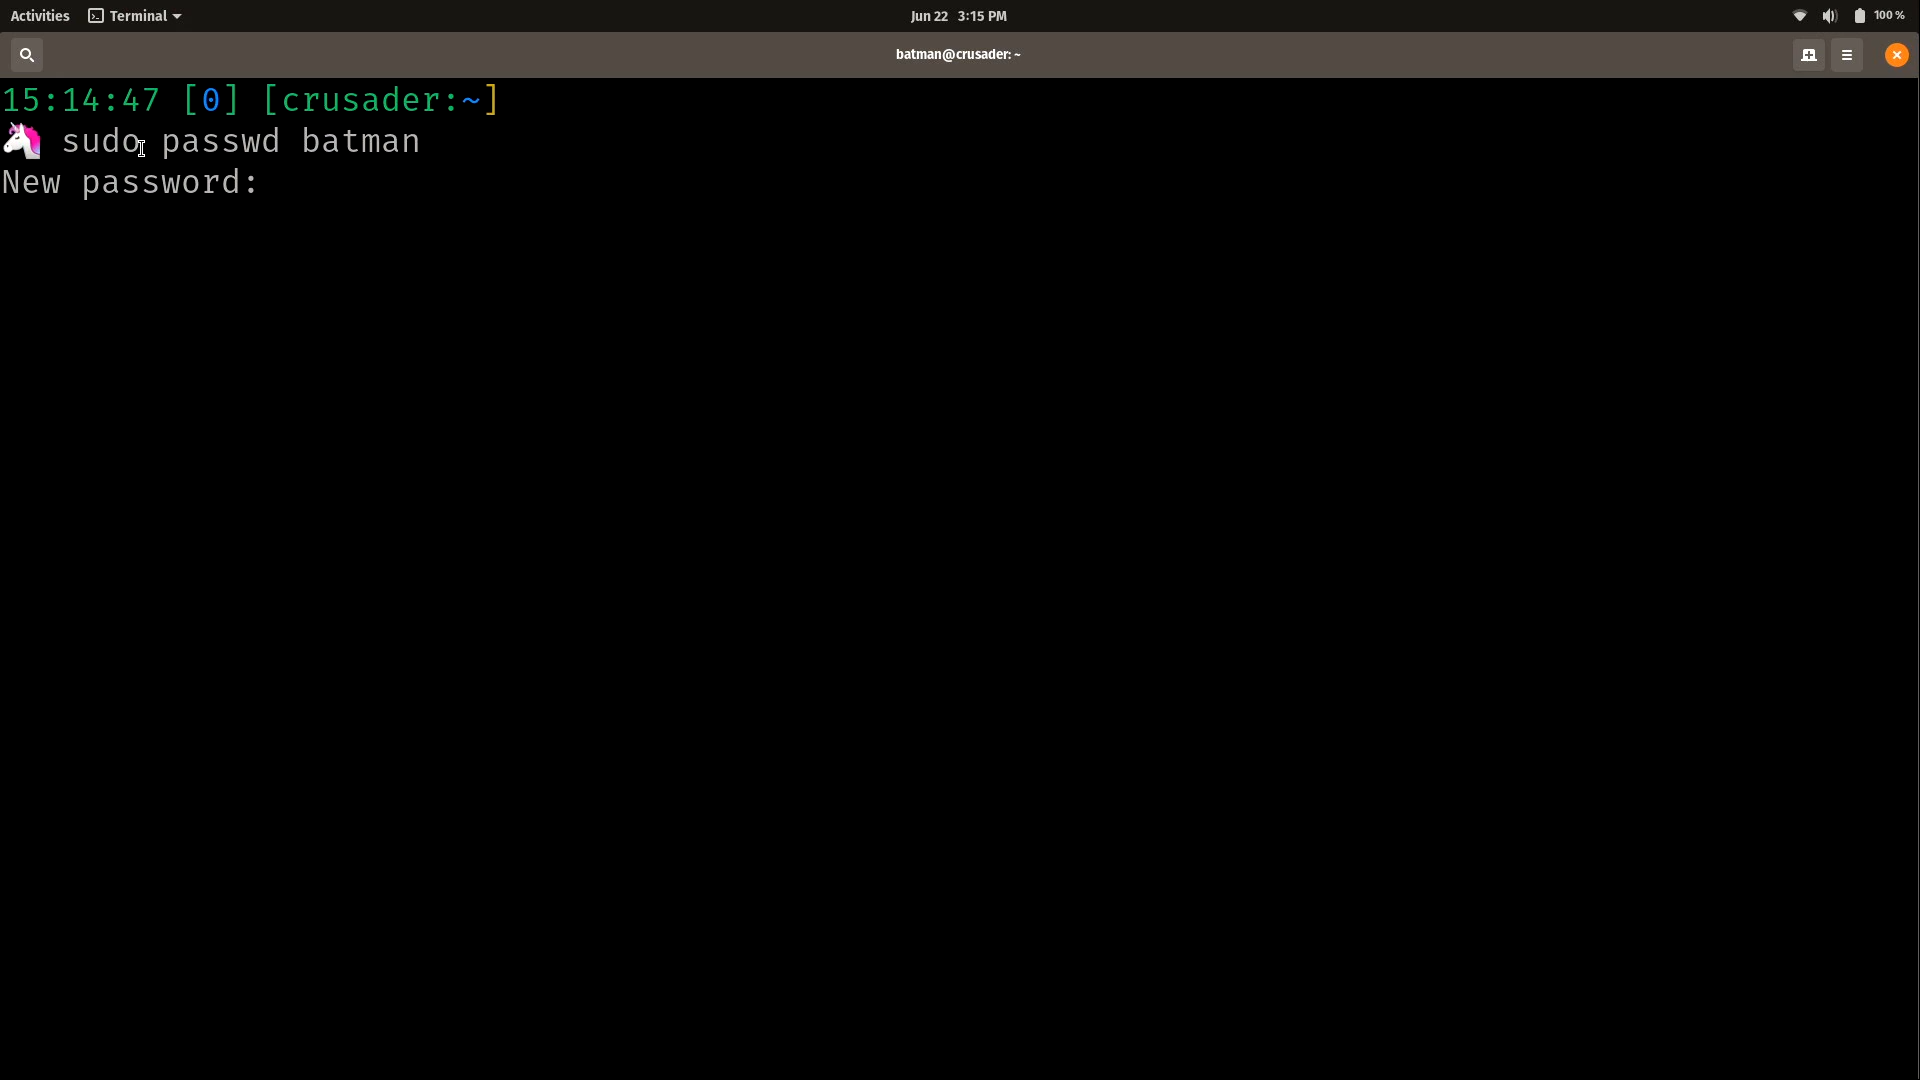 Activities Terminal Jun 22 3:15 PM 100 %
batman@crusader: ~
15:14:47 [0] [crusader:~]
sudo passwd batman
New password: